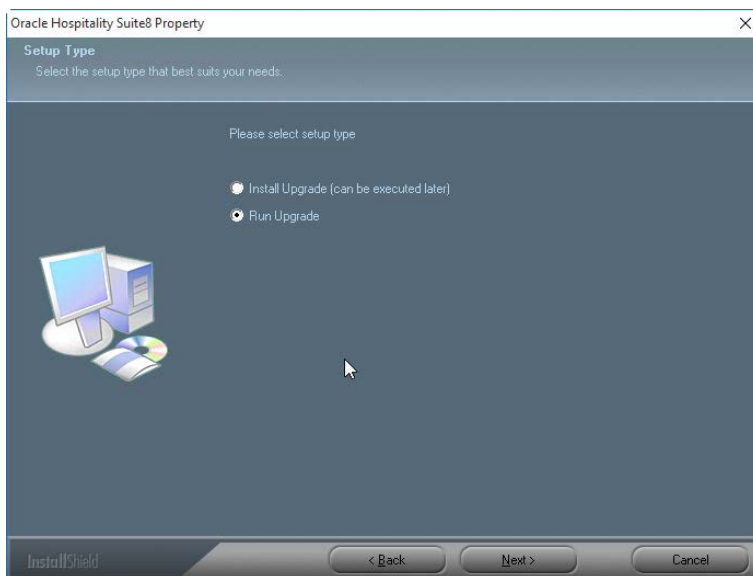 Oracle Hospitality Suite8 Property
Setup Type
Select the setup type that best suits your needs.
Please select setup type
Install Upgrade (can be executed later)
Run Upgrade
InstallShield
< Back
Next >
Cancel